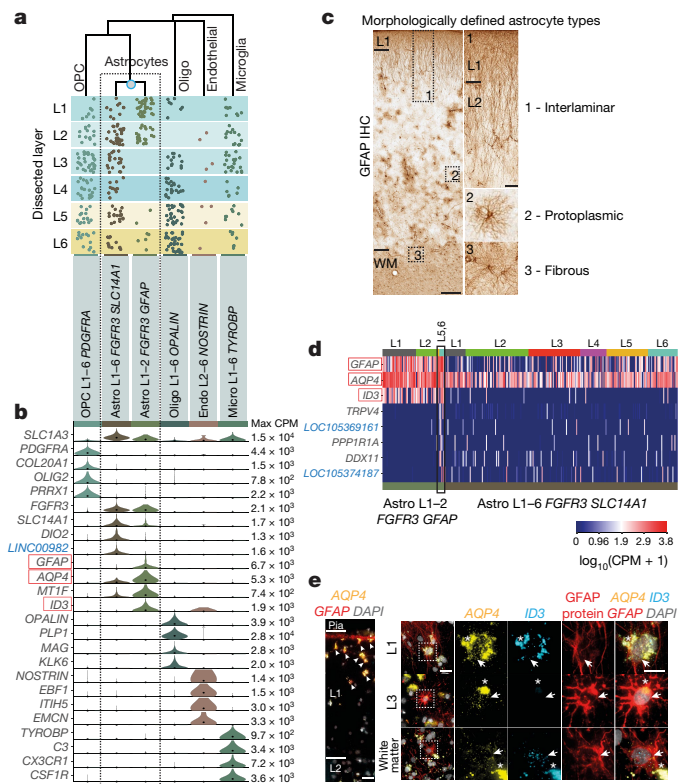 a
OPC
Astrocytes
Oligo
Endothelial
Microglia
Dissected layer
L1
L2
L3
L4
L5
L6
OPC L1–6 PDGFRA
Astro L1–6 FGFR3 SLC14A1
Astro L1–2 FGFR3 GFAP
Oligo L1–6 OPALIN
Endo L2–6 NOSTRIN
Micro L1–6 TYROBP
b
Max CPM
SLC1A3 1.5 × 10⁴
PDGFRA 4.4 × 10³
COL20A1 1.5 × 10³
OLIG2 7.8 × 10²
PRRX1 2.2 × 10³
FGFR3 2.1 × 10³
SLC14A1 1.7 × 10³
DIO2 1.3 × 10³
LINC00982 1.6 × 10³
GFAP 6.7 × 10³
AQP4 5.3 × 10³
MT1F 7.4 × 10²
ID3 1.9 × 10³
OPALIN 3.9 × 10³
PLP1 2.8 × 10⁴
MAG 2.8 × 10³
KLK6 2.0 × 10³
NOSTRIN 1.4 × 10³
EBF1 1.5 × 10³
ITIH5 3.0 × 10³
EMCN 3.3 × 10³
TYROBP 9.7 × 10²
C3 3.4 × 10³
CX3CR1 7.2 × 10³
CSF1R 3.6 × 10³
c
Morphologically defined astrocyte types
GFAP IHC
L1
1
2
3
WM
1
L1
L2
2
3
1 - Interlaminar
2 - Protoplasmic
3 - Fibrous
d
L1
L2
L5,6
L1
L2
L3
L4
L5
L6
GFAP
AQP4
ID3
TRPV4
LOC105369161
PPP1R1A
DDX11
LOC105374187
Astro L1–2
FGFR3 GFAP
Astro L1–6 FGFR3 SLC14A1
0 0.96 1.9 2.8 3.8
log₁₀(CPM + 1)
e
AQP4
GFAP DAPI
Pia
L1
L2
L1
L3
White
matter
AQP4
ID3
GFAP
protein
AQP4 ID3
GFAP DAPI
*
*
*
*
*
*
*
*
*